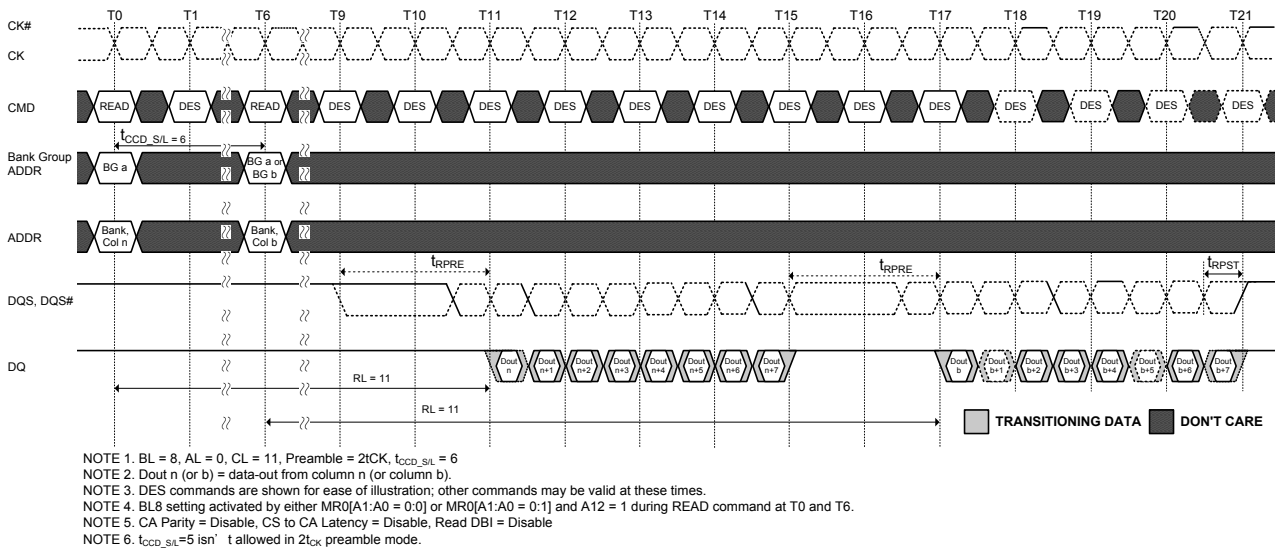 T0 T1 T6 T9 T10 T11 T12 T13 T14 T15 T16 T17 T18 T19 T20 T21
CK#
CK
CMD READ DES READ DES DES DES DES DES DES DES DES DES DES DES DES DES
tCCD_S/L = 6
Bank Group
ADDR
BG a
BG a or
BG b
ADDR
Bank,
Col n
Bank,
Col b
tRPRE tRPRE tRPST
DQS, DQS#
DQ
Dout
n
Dout
n+1
Dout
n+2
Dout
n+3
Dout
n+4
Dout
n+5
Dout
n+6
Dout
n+7
Dout
b
Dout
b+1
Dout
b+2
Dout
b+3
Dout
b+4
Dout
b+5
Dout
b+6
Dout
b+7
RL = 11
RL = 11
TRANSITIONING DATA DON'T CARE
NOTE 1. BL = 8, AL = 0, CL = 11, Preamble = 2tCK, tCCD_S/L = 6
NOTE 2. Dout n (or b) = data-out from column n (or column b).
NOTE 3. DES commands are shown for ease of illustration; other commands may be valid at these times.
NOTE 4. BL8 setting activated by either MR0[A1:A0 = 0:0] or MR0[A1:A0 = 0:1] and A12 = 1 during READ command at T0 and T6.
NOTE 5. CA Parity = Disable, CS to CA Latency = Disable, Read DBI = Disable
NOTE 6. tCCD_S/L=5 isn' t allowed in 2tCK preamble mode.